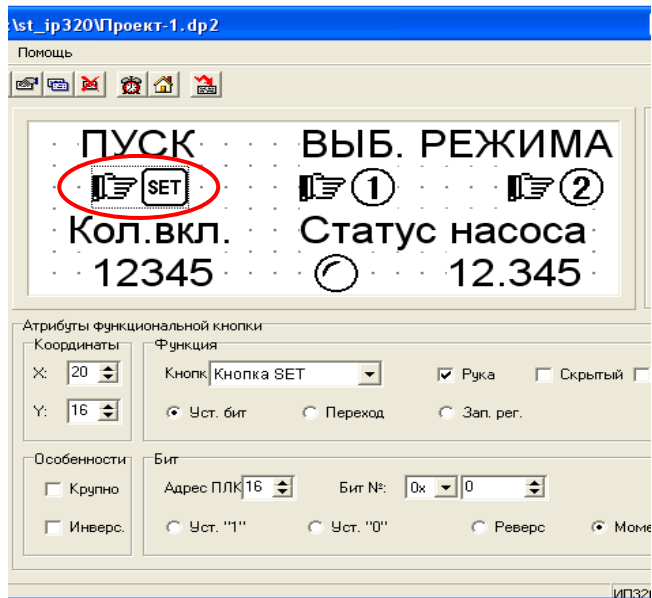 :\st_ip320\Проект-1.dp2
Помощь
ПУСК ВЫБ. РЕЖИМА
SET 1 2
Кол.вкл. Статус насоса
12345 12.345
Атрибуты функциональной кнопки
Координаты Функция
X: 20 Кнопк Кнопка SET Рука Скрытый
Y: 16 Уст. бит Переход Зап. рег.
Особенности Бит
Крупно Адрес ПЛК 16 Бит №: 0x 0
Инверс. Уст. "1" Уст. "0" Реверс Моме
ИП32